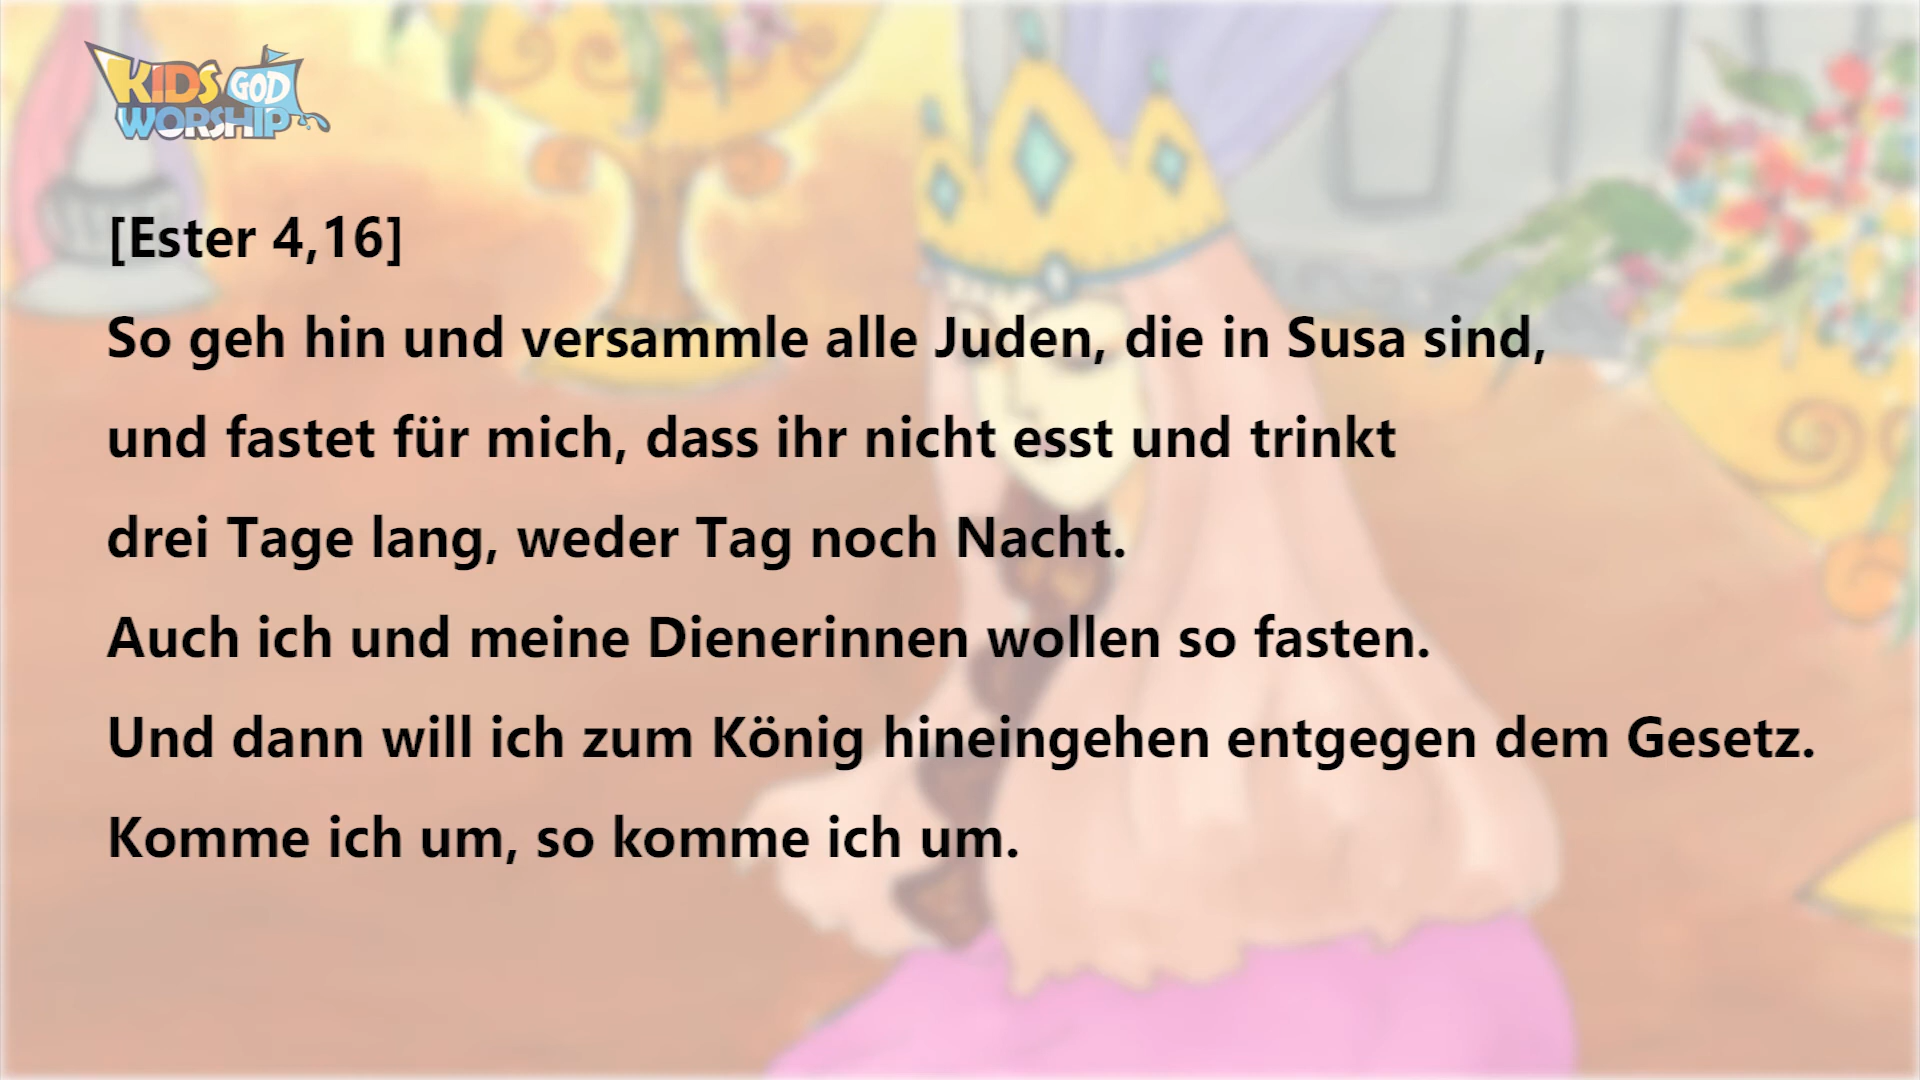 KIDS GOD
WORSHIP
[Ester 4,16]
So geh hin und versammle alle Juden, die in Susa sind,
und fastet für mich, dass ihr nicht esst und trinkt
drei Tage lang, weder Tag noch Nacht.
Auch ich und meine Dienerinnen wollen so fasten.
Und dann will ich zum König hineingehen entgegen dem Gesetz.
Komme ich um, so komme ich um.